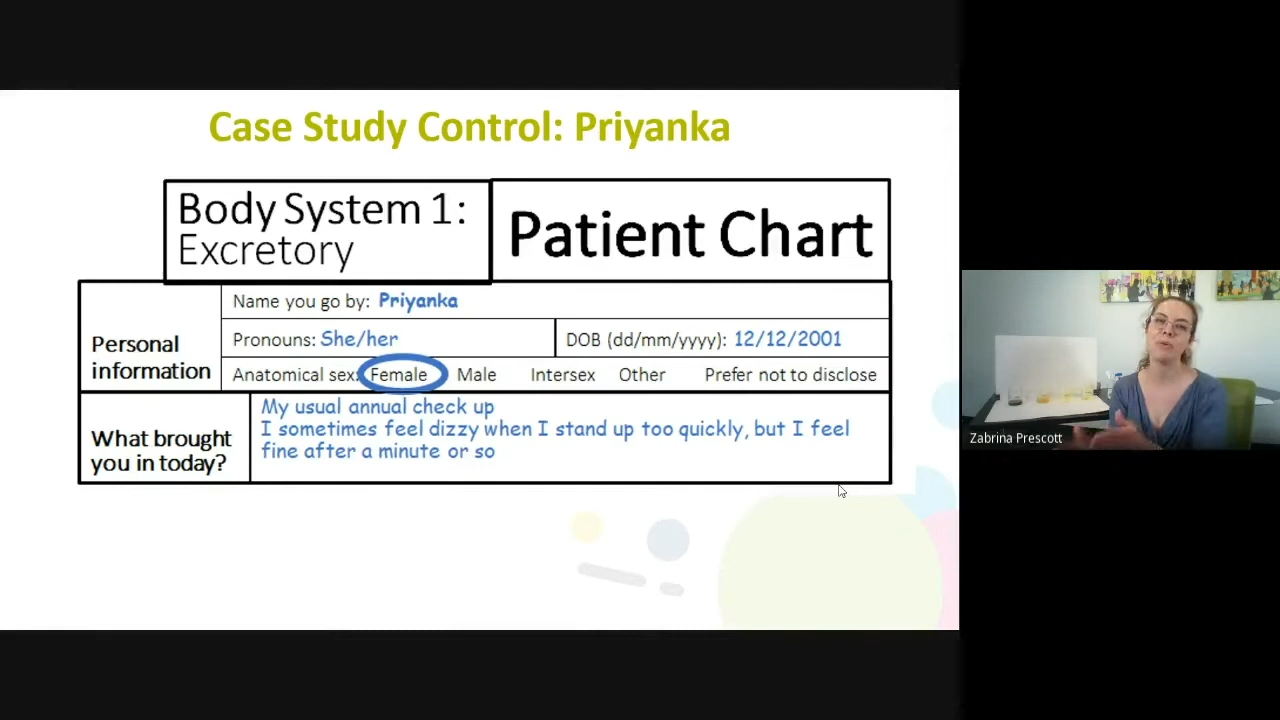 Case Study Control: Priyanka
Body System 1:
Excretory
Patient Chart
Personal
information
Name you go by: Priyanka
Pronouns: She/her
DOB (dd/mm/yyyy): 12/12/2001
Anatomical sex: Female Male Intersex Other Prefer not to disclose
What brought
you in today?
My usual annual check up
I sometimes feel dizzy when I stand up too quickly, but I feel
fine after a minute or so
Zabrina Prescott